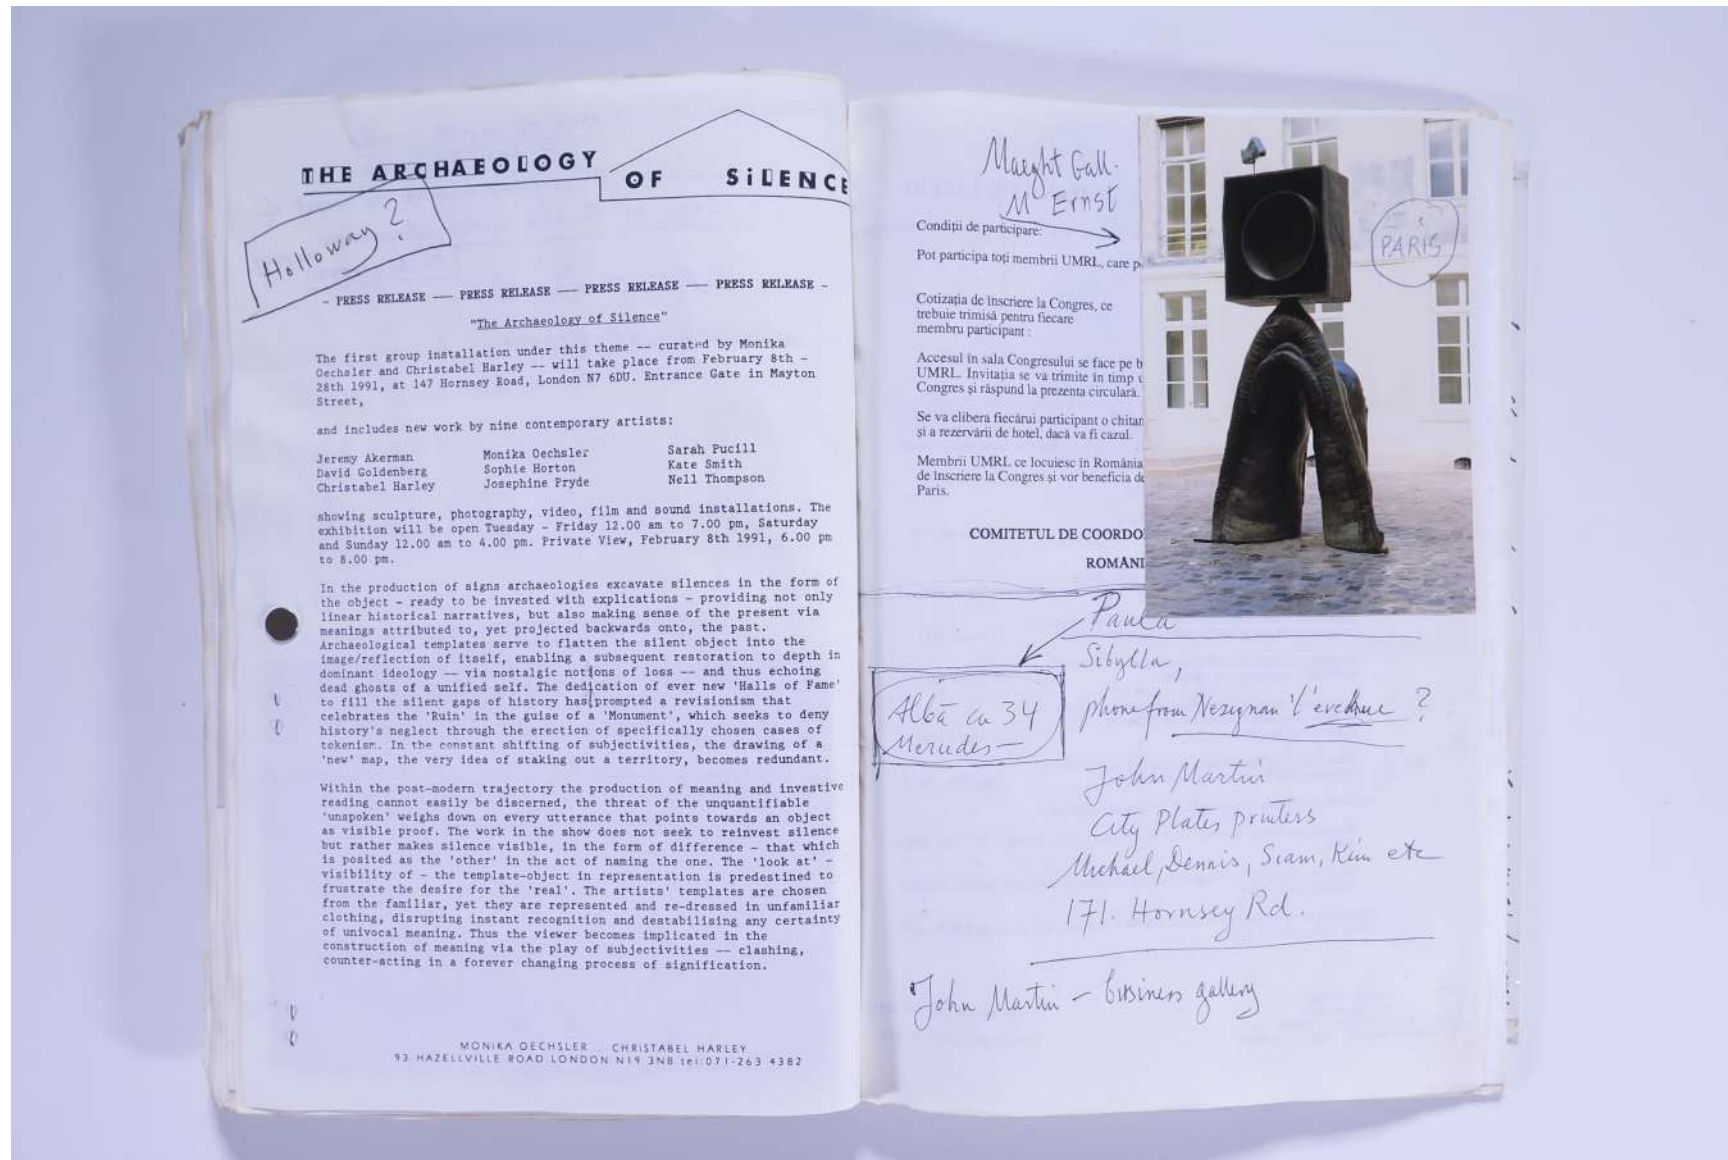 THE ARCHAEOLOGY OF SiLENCE
Holloway?
- PRESS RELEASE —— PRESS RELEASE —— PRESS RELEASE —— PRESS RELEASE -
"The Archaeology of Silence"
The first group installation under this theme -- curated by Monika
Oechsler and Christabel Harley -- will take place from February 8th -
28th 1991, at 147 Hornsey Road, London N7 6DU. Entrance Gate in Mayton
Street,
and includes new work by nine contemporary artists:
Jeremy Akerman Monika Oechsler Sarah Pucill
David Goldenberg Sophie Horton Kate Smith
Christabel Harley Josephine Pryde Nell Thompson
showing sculpture, photography, video, film and sound installations. The
exhibition will be open Tuesday - Friday 12.00 am to 7.00 pm, Saturday
and Sunday 12.00 am to 4.00 pm. Private View, February 8th 1991, 6.00 pm
to 8.00 pm.
In the production of signs archaeologies excavate silences in the form of
the object - ready to be invested with explications - providing not only
linear historical narratives, but also making sense of the present via
meanings attributed to, yet projected backwards onto, the past.
Archaeological templates serve to flatten the silent object into the
image/reflection of itself, enabling a subsequent restoration to depth in
dominant ideology -- via nostalgic notions of loss -- and thus echoing
dead ghosts of a unified self. The dedication of ever new 'Halls of Fame'
to fill the silent gaps of history has prompted a revisionism that
celebrates the 'Ruin' in the guise of a 'Monument', which seeks to deny
history's neglect through the erection of specifically chosen cases of
tokenism. In the constant shifting of subjectivities, the drawing of a
'new' map, the very idea of staking out a territory, becomes redundant.
Within the post-modern trajectory the production of meaning and investive
reading cannot easily be discerned, the threat of the unquantifiable
'unspoken' weighs down on every utterance that points towards an object
as visible proof. The work in the show does not seek to reinvest silence
but rather makes silence visible, in the form of difference - that which
is posited as the 'other' in the act of naming the one. The 'look at' -
visibility of - the template-object in representation is predestined to
frustrate the desire for the 'real'. The artists' templates are chosen
from the familiar, yet they are represented and re-dressed in unfamiliar
clothing, disrupting instant recognition and destabilising any certainty
of univocal meaning. Thus the viewer becomes implicated in the
construction of meaning via the play of subjectivities -- clashing,
counter-acting in a forever changing process of signification.
MONIKA OECHSLER CHRISTABEL HARLEY
93 HAZELLVILLE ROAD LONDON N19 3NB tel:071-263 4382
Maeght Gall.
M Ernst
PARIS
Condiții de participare:
Pot participa toți membrii UMRL, care p
Cotizația de înscriere la Congres, ce
trebuie trimisă pentru fiecare
membru participant :
Accesul în sala Congresului se face pe b
UMRL. Invitația se va trimite în timp
Congres și răspund la prezenta circulară.
Se va elibera fiecărui participant o chitan
și a rezervării de hotel, dacă va fi cazul.
Membrii UMRL ce locuiesc în România
de înscriere la Congres și vor beneficia de
Paris.
COMITETUL DE COORDO
ROMÂNI
Paula
Sibylla,
phone from Nezignan 'l' eveque ?
Albă cu 34
Mercedes —
John Martin
City Plates printers
Michael, Dennis, Siam, Kim etc
171. Hornsey Rd.
John Martin - business gallery